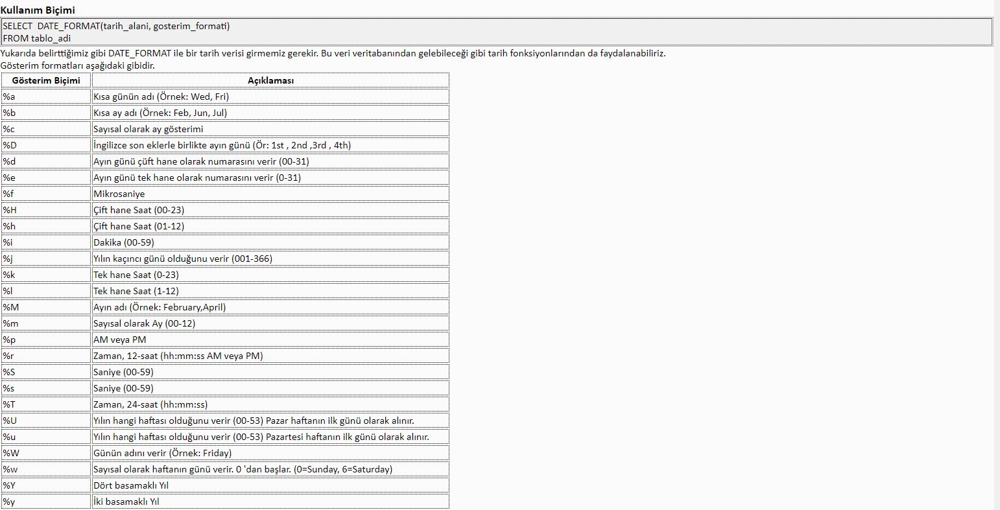 Kullanım Biçimi
SELECT  DATE_FORMAT(tarih_alani, gosterim_formati)
FROM tablo_adi
Yukarıda belirttiğimiz gibi DATE_FORMAT ile bir tarih verisi girmemiz gerekir. Bu veri veritabanından gelebileceği gibi tarih fonksiyonlarından da faydalanabiliriz.
Gösterim formatları aşağıdaki gibidir.
Gösterim Biçimi Açıklaması
%a Kısa günün adı (Örnek: Wed, Fri)
%b Kısa ay adı (Örnek: Feb, Jun, Jul)
%c Sayısal olarak ay gösterimi
%D İngilizce son eklerle birlikte ayın günü (Ör: 1st , 2nd ,3rd , 4th)
%d Ayın günü çüft hane olarak numarasını verir (00-31)
%e Ayın günü tek hane olarak numarasını verir (0-31)
%f Mikrosaniye
%H Çift hane Saat (00-23)
%h Çift hane Saat (01-12)
%i Dakika (00-59)
%j Yılın kaçıncı günü olduğunu verir (001-366)
%k Tek hane Saat (0-23)
%l Tek hane Saat (1-12)
%M Ayın adı (Örnek: February,April)
%m Sayısal olarak Ay (00-12)
%p AM veya PM
%r Zaman, 12-saat (hh:mm:ss AM veya PM)
%S Saniye (00-59)
%s Saniye (00-59)
%T Zaman, 24-saat (hh:mm:ss)
%U Yılın hangi haftası olduğunu verir (00-53) Pazar haftanın ilk günü olarak alınır.
%u Yılın hangi haftası olduğunu verir (00-53) Pazartesi haftanın ilk günü olarak alınır.
%W Günün adını verir (Örnek: Friday)
%w Sayısal olarak haftanın günü verir. 0 'dan başlar. (0=Sunday, 6=Saturday)
%Y Dört basamaklı Yıl
%y İki basamaklı Yıl